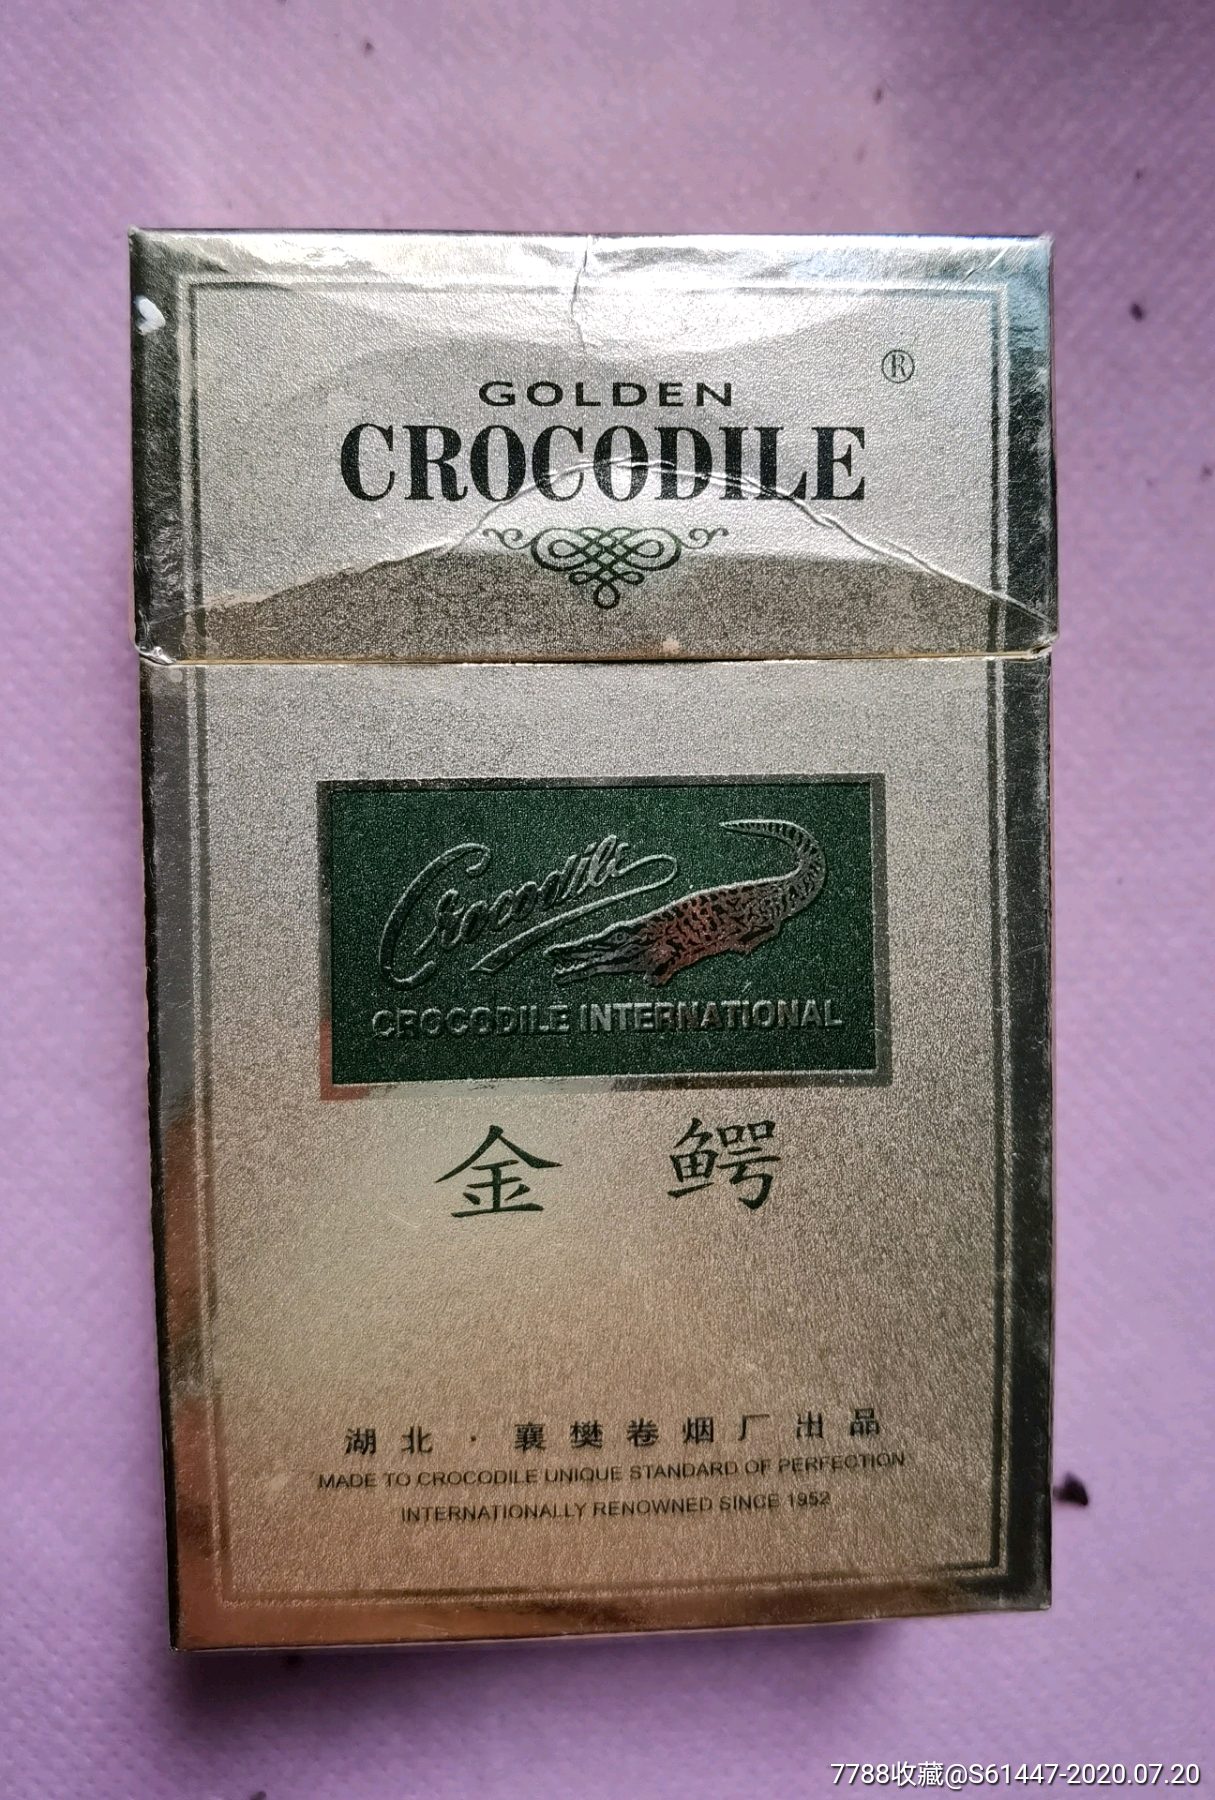 GOLDEN
®
CROCODILE
Crocodile
CROCODILE INTERNATIONAL
金鳄
湖北·襄樊卷烟厂出品
MADE TO CROCODILE UNIQUE STANDARD OF PERFECTION
INTERNATIONALLY RENOWNED SINCE 1952
7788收藏@S61447-2020.07.20